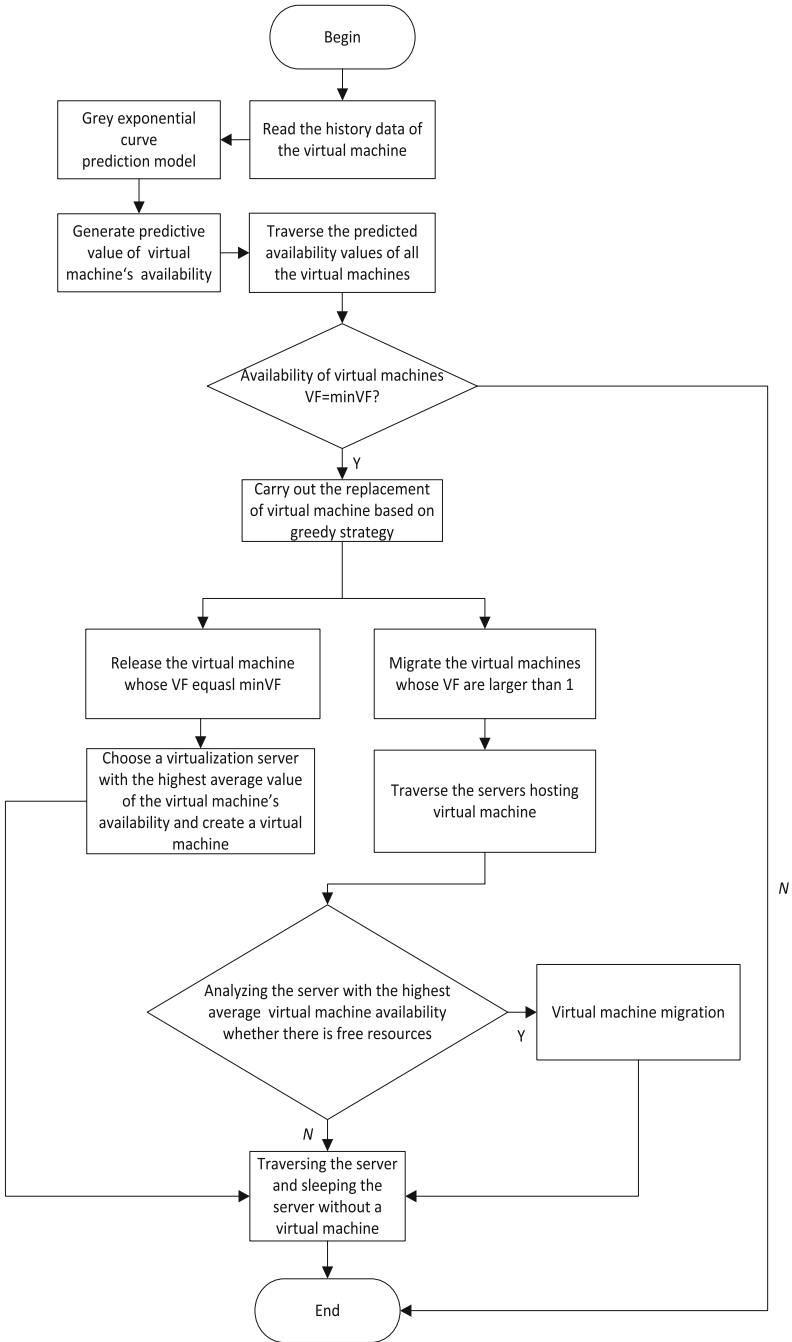 Begin
Grey exponential
curve
prediction model
Read the history data of
the virtual machine
Generate predictive
value of virtual
machine‘s availability
Traverse the predicted
availability values of all
the virtual machines
Availability of virtual machines
VF=minVF?
Y
Carry out the replacement
of virtual machine based on
greedy strategy
Release the virtual machine
whose VF equasl minVF
Migrate the virtual machines
whose VF are larger than 1
Choose a virtualization server
with the highest average value
of the virtual machine’s
availability and create a virtual
machine
Traverse the servers hosting
virtual machine
N
Analyzing the server with the highest
average virtual machine availability
whether there is free resources
Y
Virtual machine migration
N
Traversing the server
and sleeping the
server without a
virtual machine
End